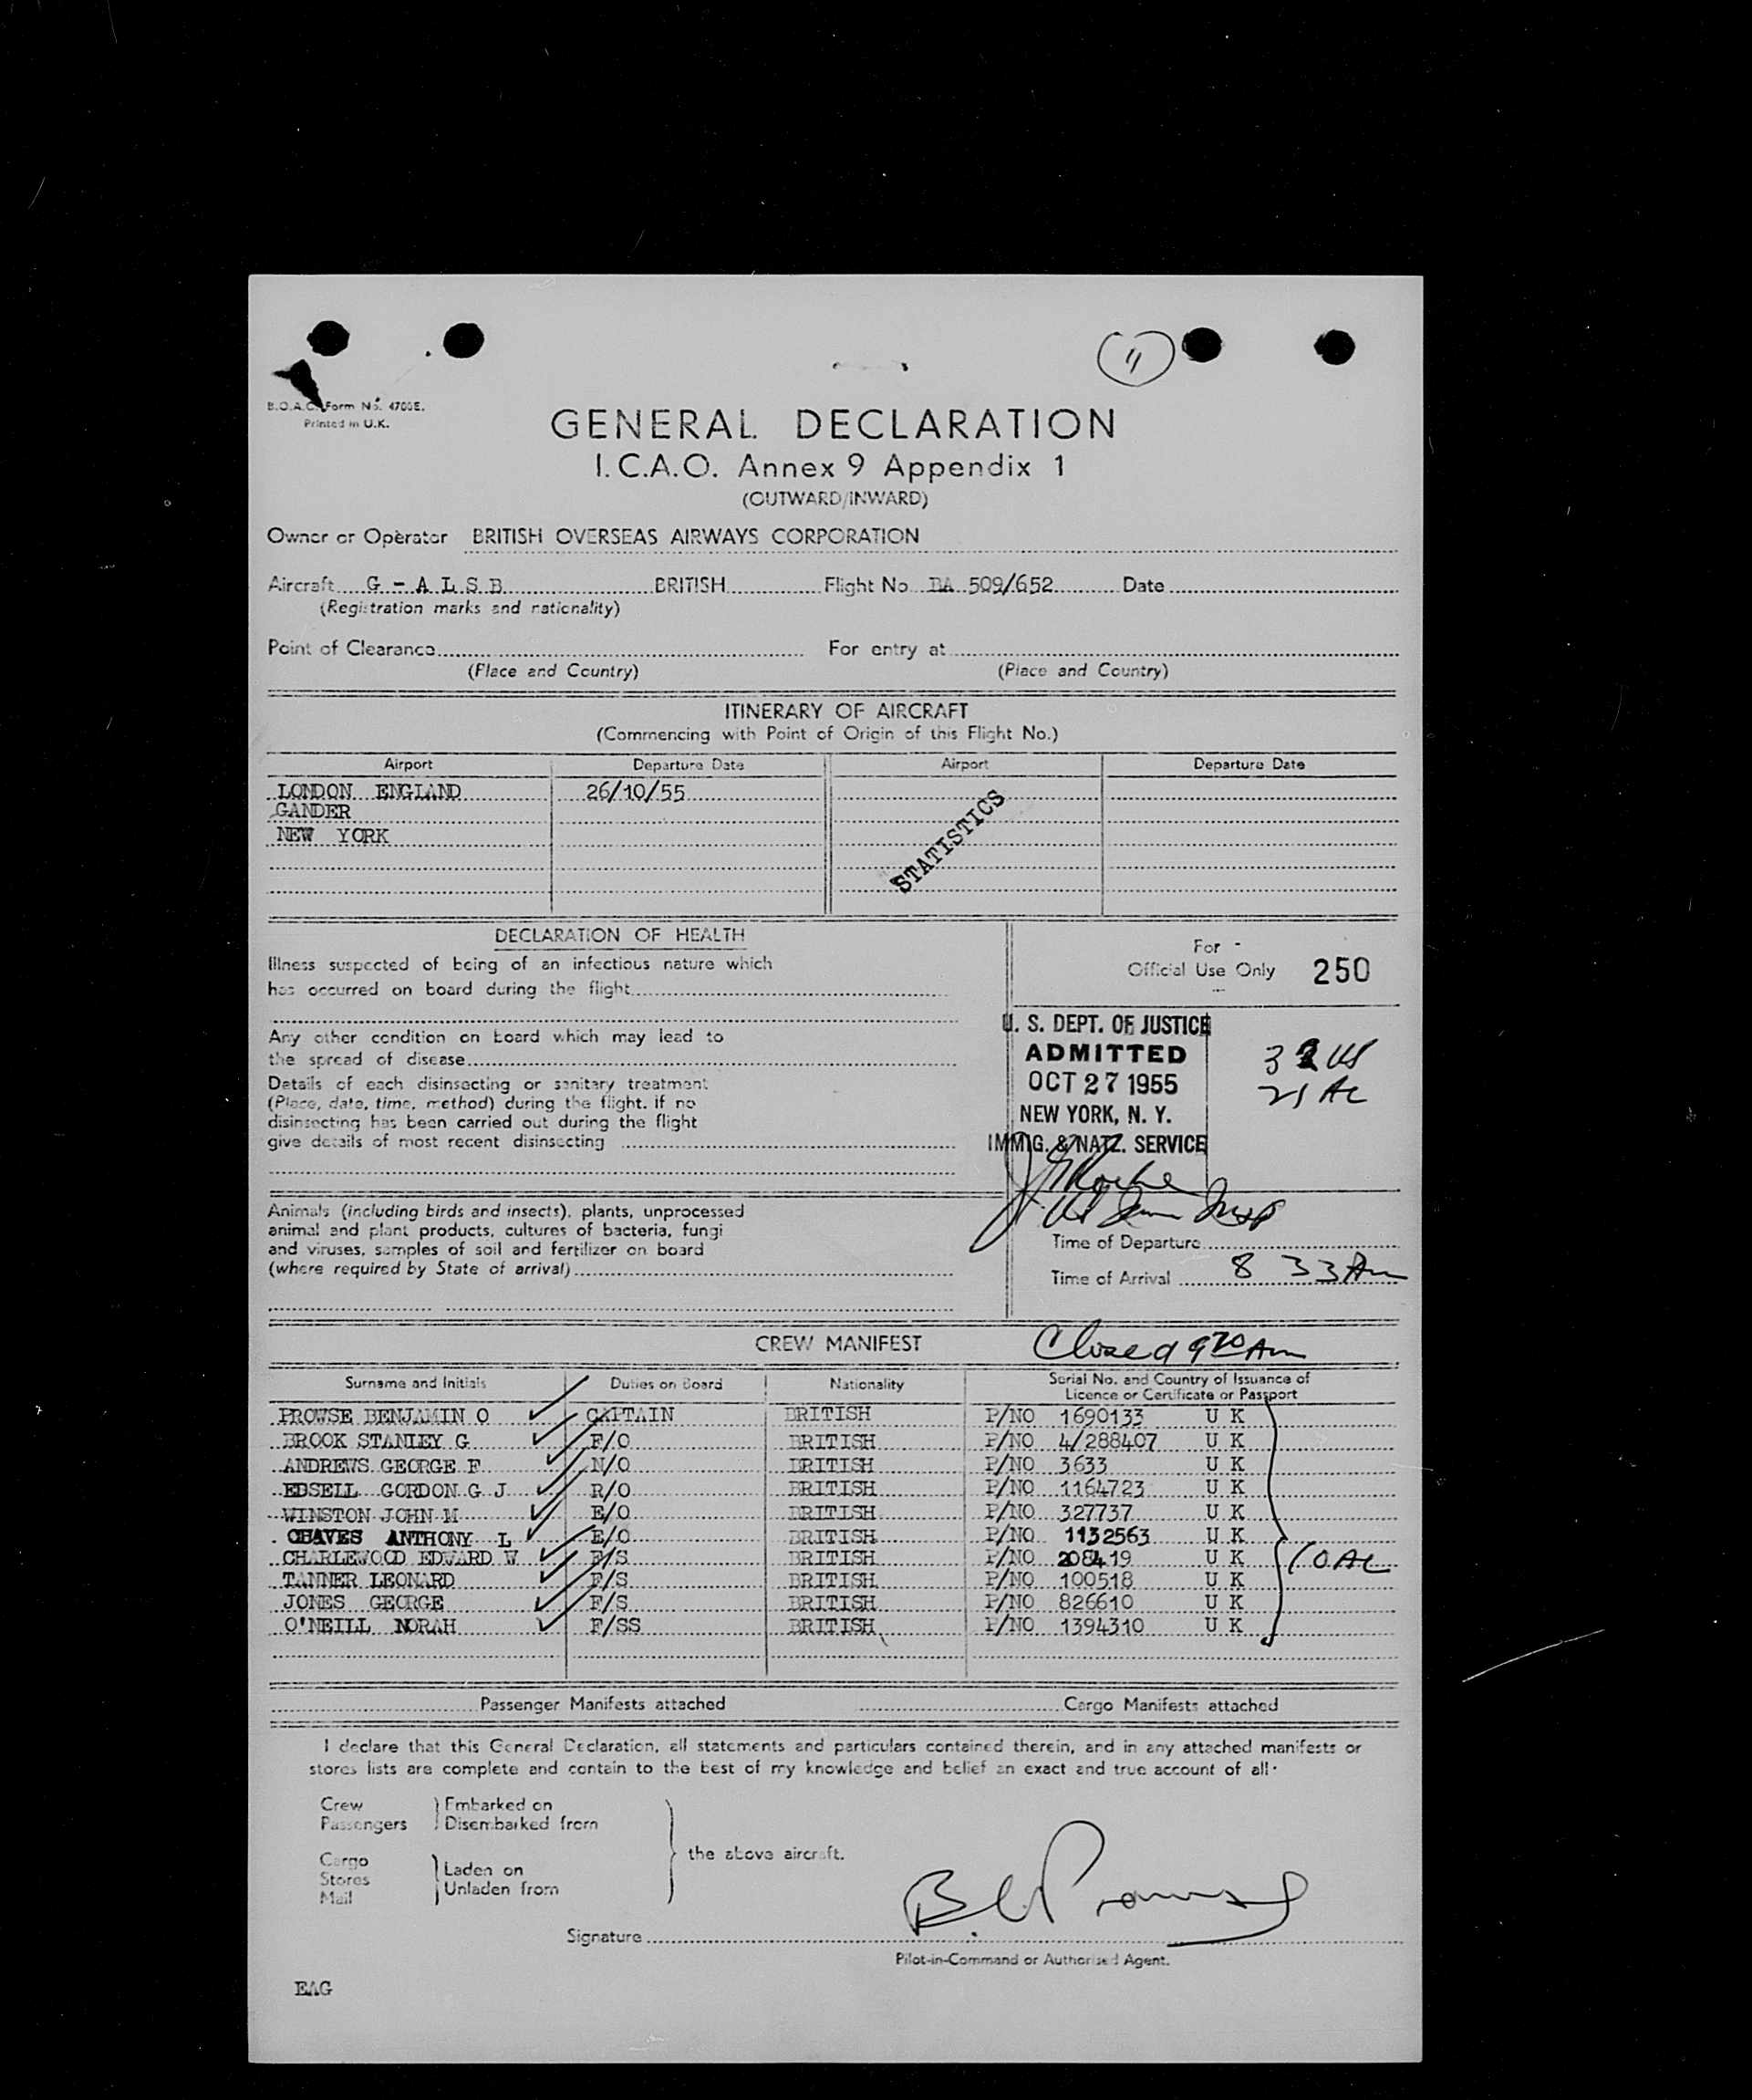 B.O.A.C. Form No. 4700E.
Printed in U.K.
GENERAL DECLARATION
I.C.A.O. Annex 9 Appendix 1
(OUTWARD/INWARD)
Owner or Operator BRITISH OVERSEAS AIRWAYS CORPORATION
Aircraft G - A L S B BRITISH Flight No. BA 509/652 Date
(Registration marks and nationality)
Point of Clearance For entry at
(Place and Country) (Place and Country)
ITINERARY OF AIRCRAFT
(Commencing with Point of Origin of this Flight No.)
Airport Departure Date Airport Departure Date
LONDON ENGLAND 26/10/55
GANDER
NEW YORK
STATISTICS
DECLARATION OF HEALTH
Illness suspected of being of an infectious nature which
has occurred on board during the flight
Any other condition on board which may lead to
the spread of disease
Details of each disinsecting or sanitary treatment
(Place, date, time, method) during the flight. if no
disinsecting has been carried out during the flight
give details of most recent disinsecting
Animals (including birds and insects), plants, unprocessed
animal and plant products, cultures of bacteria, fungi
and viruses, samples of soil and fertilizer on board
(where required by State of arrival)
For -
Official Use Only 250
U. S. DEPT. OF JUSTICE
ADMITTED
OCT 27 1955
NEW YORK, N. Y.
IMMIG. & NATZ. SERVICE
21 AL
Time of Departure
Time of Arrival 8 33 Am
CREW MANIFEST Closed 9 20 Am
Surname and Initials Duties on Board Nationality Serial No. and Country of Issuance of
Licence or Certificate or Passport
PROWSE BENJAMIN O CAPTAIN BRITISH P/NO 1690133 U K
BROOK STANLEY G F/O BRITISH P/NO 4/288407 U K
ANDREWS GEORGE F N/O BRITISH P/NO 3633 U K
EDSELL GORDON G J R/O BRITISH P/NO 1164723 U K
WINSTON JOHN M E/O BRITISH P/NO 327737 U K
CHAVES ANTHONY L E/O BRITISH P/NO 1132563 U K
CHARLEWOOD EDWARD W F/S BRITISH P/NO 208419 U K 10 AL
TANNER LEONARD F/S BRITISH P/NO 100518 U K
JONES GEORGE F/S BRITISH P/NO 826610 U K
O'NEILL NORAH F/SS BRITISH P/NO 1394310 U K
Passenger Manifests attached Cargo Manifests attached
I declare that this General Declaration, all statements and particulars contained therein, and in any attached manifests or
stores lists are complete and contain to the best of my knowledge and belief an exact and true account of all·
Crew Embarked on
Passengers Disembarked from
the above aircraft.
Cargo
Stores Laden on
Mail Unladen from
B. O Prowse
Signature
Pilot-in-Command or Authorised Agent.
EAG